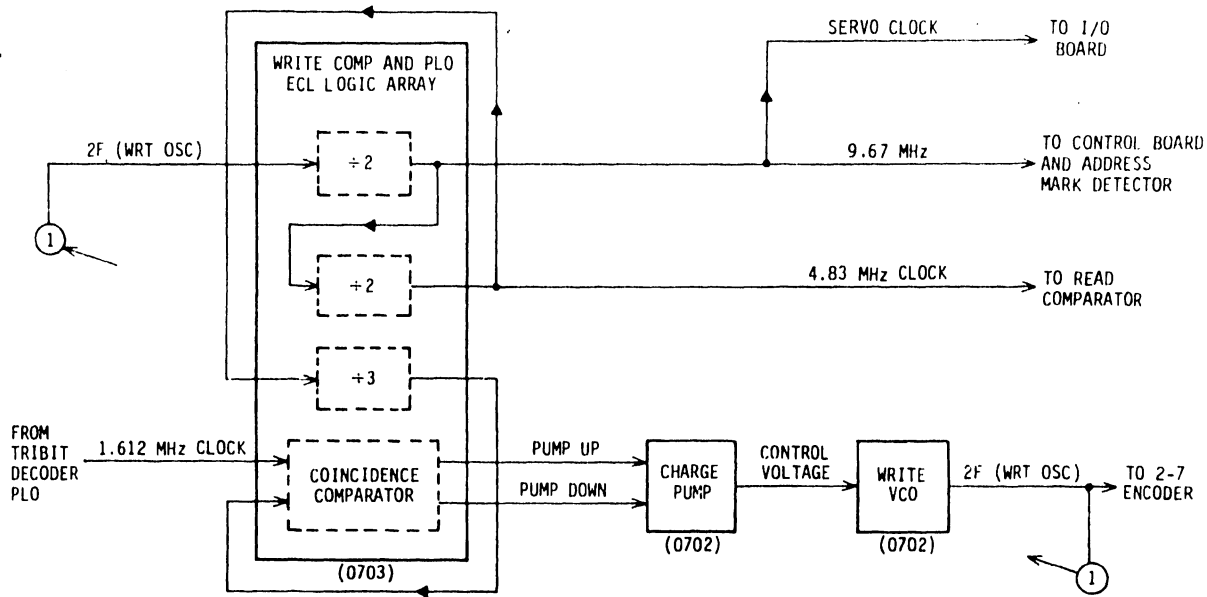 SERVO CLOCK
TO I/O
BOARD
WRITE COMP AND PLO
ECL LOGIC ARRAY
2F (WRT OSC)
÷2
9.67 MHz
TO CONTROL BOARD
AND ADDRESS
MARK DETECTOR
1
÷2
4.83 MHz CLOCK
TO READ
COMPARATOR
÷3
FROM
TRIBIT
DECODER
PLO
1.612 MHz CLOCK
COINCIDENCE
COMPARATOR
PUMP UP
PUMP DOWN
CHARGE
PUMP
CONTROL
VOLTAGE
WRITE
VCO
2F (WRT OSC)
TO 2-7
ENCODER
(0703)
(0702)
(0702)
1